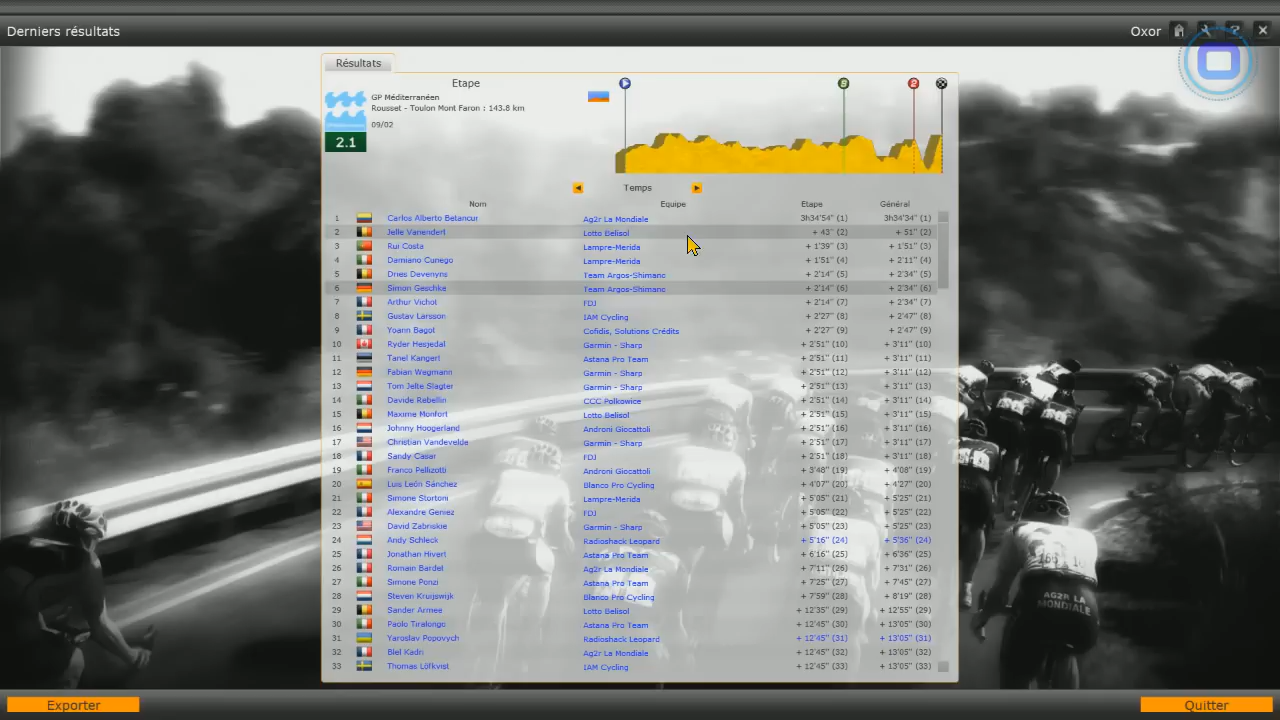 Derniers résultats
Oxor
Résultats
Etape
GP Méditerranéen
Rousset - Toulon Mont Faron : 143.8 km
09/02
2.1
S
2
Temps
Nom Equipe Etape Général
1 Carlos Alberto Betancur Ag2r La Mondiale 3h34'54'' (1) 3h34'34'' (1)
2 Jelle Vanendert Lotto Belisol + 43'' (2) + 51'' (2)
3 Rui Costa Lampre-Merida + 1'39'' (3) + 1'51'' (3)
4 Damiano Cunego Lampre-Merida + 1'51'' (4) + 2'11'' (4)
5 Dries Devenyns Team Argos-Shimano + 2'14'' (5) + 2'34'' (5)
6 Simon Geschke Team Argos-Shimano + 2'14'' (6) + 2'34'' (6)
7 Arthur Vichot FDJ + 2'14'' (7) + 2'34'' (7)
8 Gustav Larsson IAM Cycling + 2'27'' (8) + 2'47'' (8)
9 Yoann Bagot Cofidis, Solutions Crédits + 2'27'' (9) + 2'47'' (9)
10 Ryder Hesjedal Garmin - Sharp + 2'51'' (10) + 3'11'' (10)
11 Tanel Kangert Astana Pro Team + 2'51'' (11) + 3'11'' (11)
12 Fabian Wegmann Garmin - Sharp + 2'51'' (12) + 3'11'' (12)
13 Tom Jelte Slagter Garmin - Sharp + 2'51'' (13) + 3'11'' (13)
14 Davide Rebellin CCC Polkowice + 2'51'' (14) + 3'11'' (14)
15 Maxime Monfort Lotto Belisol + 2'51'' (15) + 3'11'' (15)
16 Johnny Hoogerland Androni Giocattoli + 2'51'' (16) + 3'11'' (16)
17 Christian Vandevelde Garmin - Sharp + 2'51'' (17) + 3'11'' (17)
18 Sandy Casar FDJ + 2'51'' (18) + 3'11'' (18)
19 Franco Pellizotti Androni Giocattoli + 3'48'' (19) + 4'08'' (19)
20 Luis León Sánchez Blanco Pro Cycling + 4'07'' (20) + 4'27'' (20)
21 Simone Stortoni Lampre-Merida + 5'05'' (21) + 5'25'' (21)
22 Alexandre Geniez FDJ + 5'05'' (22) + 5'25'' (22)
23 David Zabriskie Garmin - Sharp + 5'05'' (23) + 5'25'' (23)
24 Andy Schleck Radioshack Leopard + 5'16'' (24) + 5'36'' (24)
25 Jonathan Hivert Astana Pro Team + 6'16'' (25) + 6'36'' (25)
26 Romain Bardet Ag2r La Mondiale + 7'11'' (26) + 7'31'' (26)
27 Simone Ponzi Astana Pro Team + 7'25'' (27) + 7'45'' (27)
28 Steven Kruijswijk Blanco Pro Cycling + 7'59'' (28) + 8'19'' (28)
29 Sander Armee Lotto Belisol + 12'35'' (29) + 12'55'' (29)
30 Paolo Tiralongo Astana Pro Team + 12'45'' (30) + 13'05'' (30)
31 Yaroslav Popovych Radioshack Leopard + 12'45'' (31) + 13'05'' (31)
32 Blel Kadri Ag2r La Mondiale + 12'45'' (32) + 13'05'' (32)
33 Thomas Löfkvist IAM Cycling + 12'45'' (33) + 13'05'' (33)
AG2R LA
MONDIALE
Exporter
Quitter